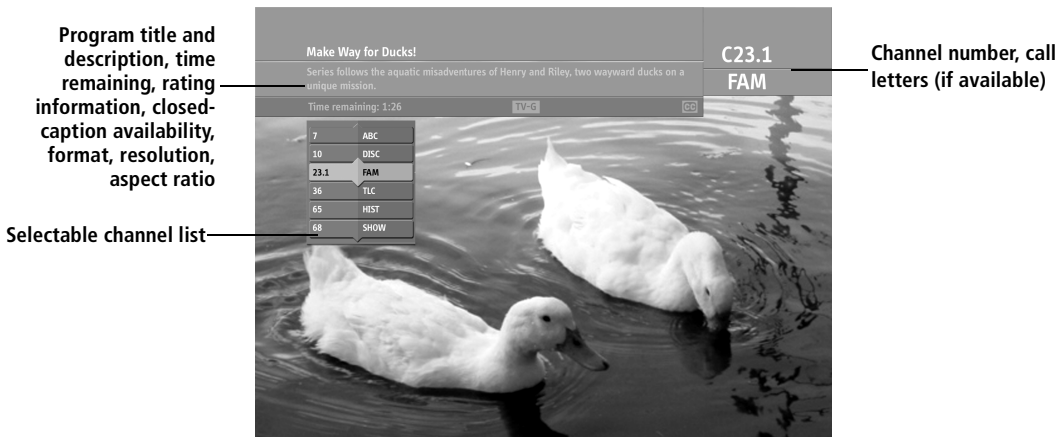 Program title and
description, time
remaining, rating
information, closed-
caption availability,
format, resolution,
aspect ratio
Selectable channel list
Make Way for Ducks!
Series follows the aquatic misadventures of Henry and Riley, two wayward ducks on a
unique mission.
Time remaining: 1:26 TV-G CC
C23.1
FAM
Channel number, call
letters (if available)
7 ABC
10 DISC
23.1 FAM
36 TLC
65 HIST
68 SHOW